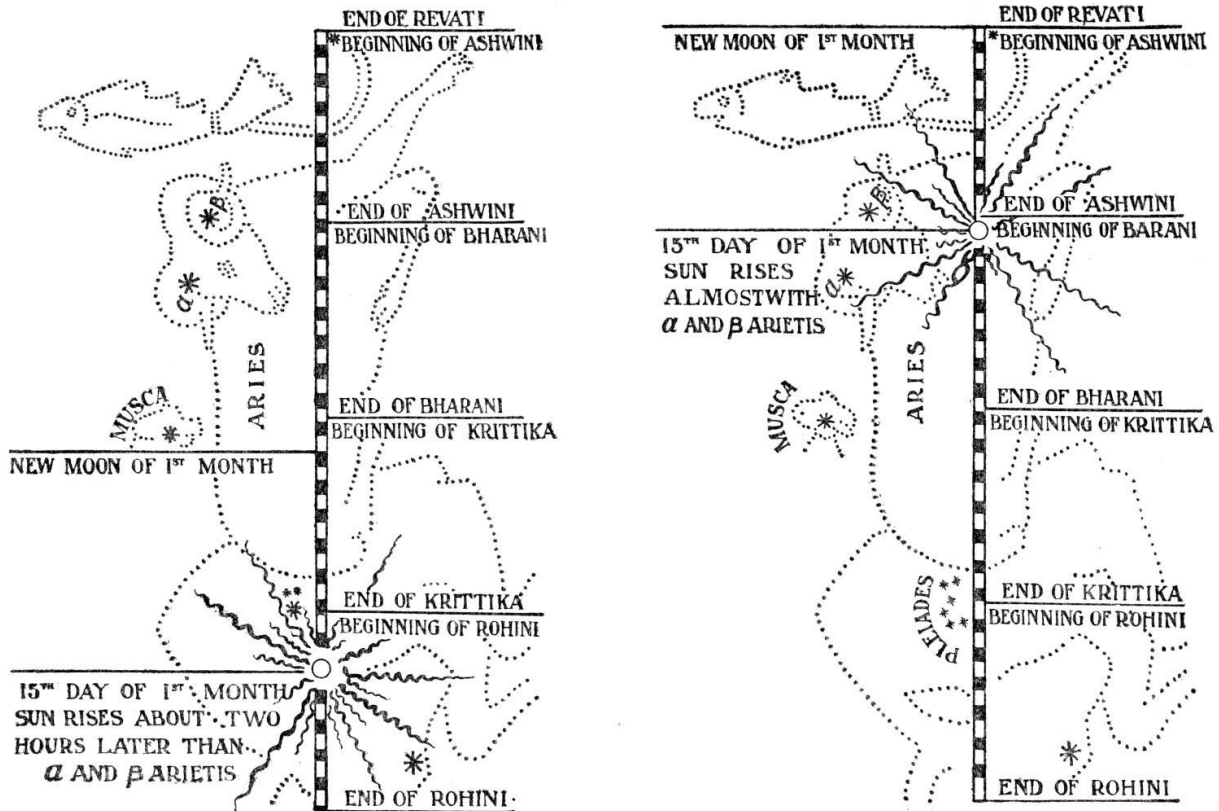 END OF REVATI
BEGINNING OF ASHWINI
β
END OF ASHWINI
BEGINNING OF BHARANI
α
ARIES
MUSCA
END OF BHARANI
BEGINNING OF KRITTIKA
NEW MOON OF 1ST MONTH
END OF KRITTIKA
BEGINNING OF ROHINI
15TH DAY OF 1ST MONTH
SUN RISES ABOUT TWO
HOURS LATER THAN
α AND β ARIETIS
END OF ROHINI
END OF REVATI
NEW MOON OF 1ST MONTH
BEGINNING OF ASHWINI
β
END OF ASHWINI
BEGINNING OF BARANI
15TH DAY OF 1ST MONTH
SUN RISES
ALMOST WITH
α AND β ARIETIS
α
ARIES
MUSCA
END OF BHARANI
BEGINNING OF KRITTIKA
PLEIADES
END OF KRITTIKA
BEGINNING OF ROHINI
END OF ROHINI